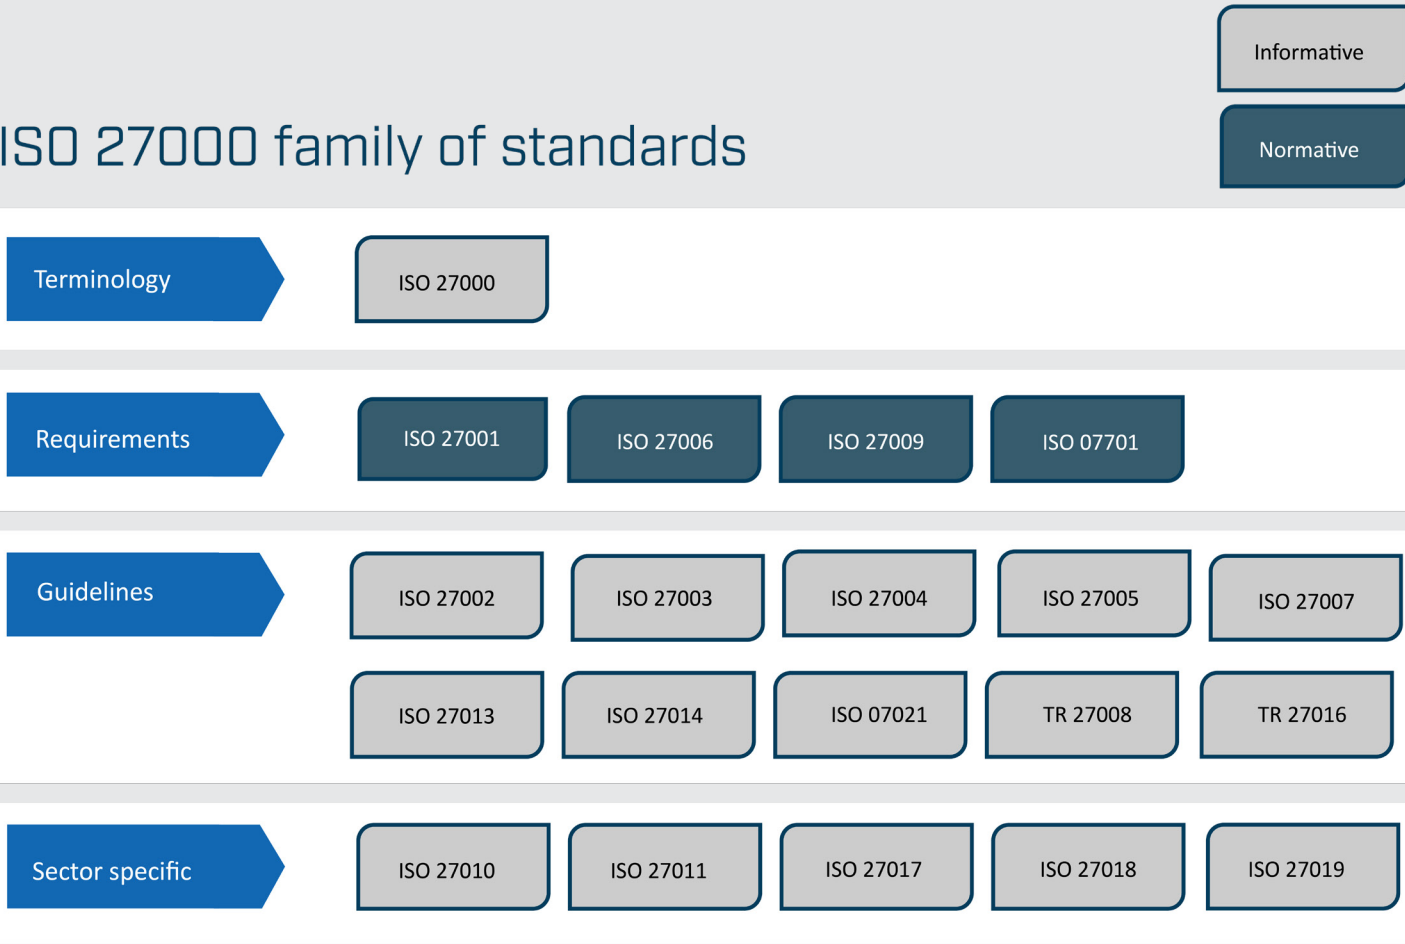 Informative
ISO 27000 family of standards
Normative
Terminology
ISO 27000
Requirements
ISO 27001
ISO 27006
ISO 27009
ISO 07701
Guidelines
ISO 27002
ISO 27003
ISO 27004
ISO 27005
ISO 27007
ISO 27013
ISO 27014
ISO 07021
TR 27008
TR 27016
Sector specific
ISO 27010
ISO 27011
ISO 27017
ISO 27018
ISO 27019